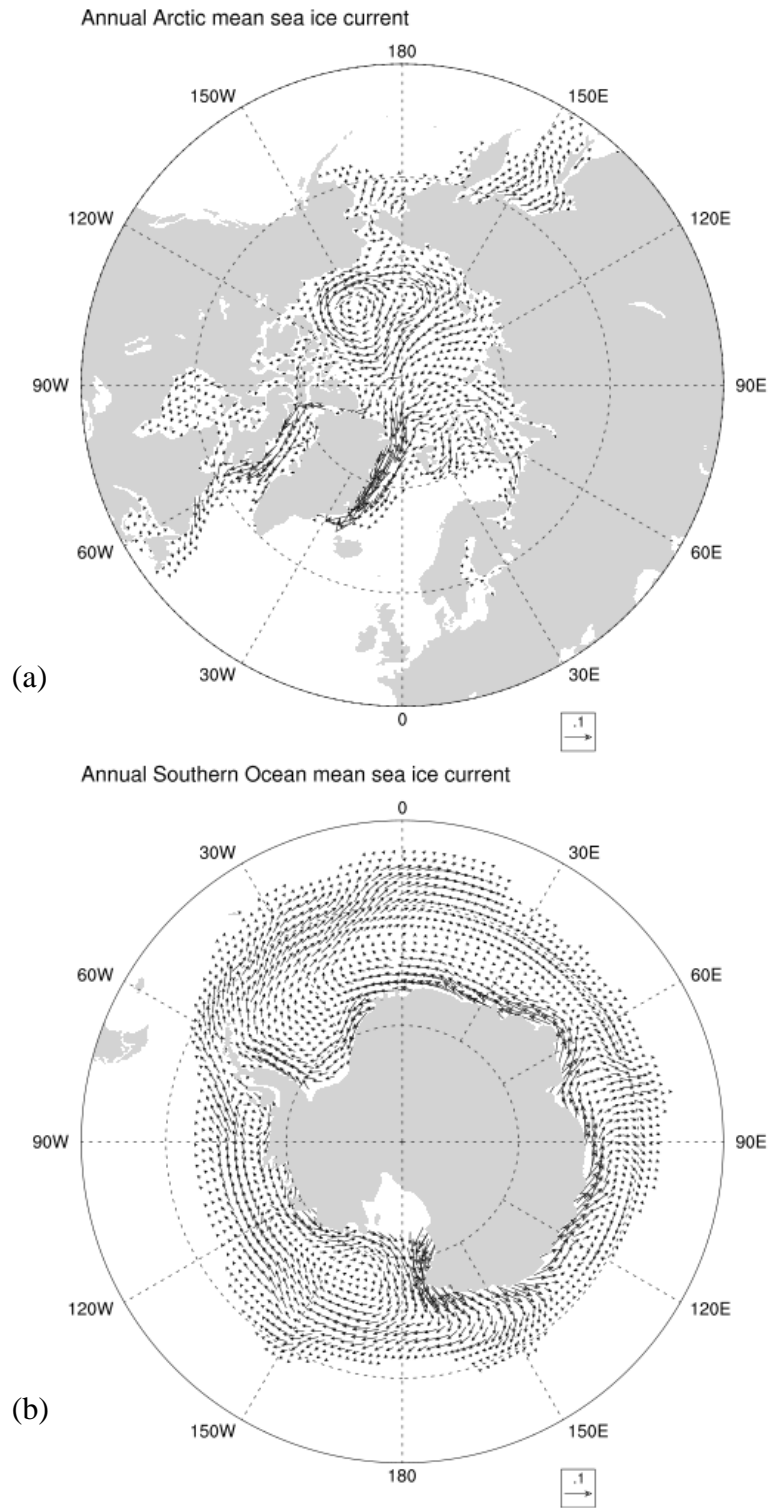 Annual Arctic mean sea ice current
180
150W 150E
120W 120E
90W 90E
60W 60E
30W 30E
0
(a)
.1
Annual Southern Ocean mean sea ice current
0
30W 30E
60W 60E
90W 90E
120W 120E
150W 150E
180
(b)
.1